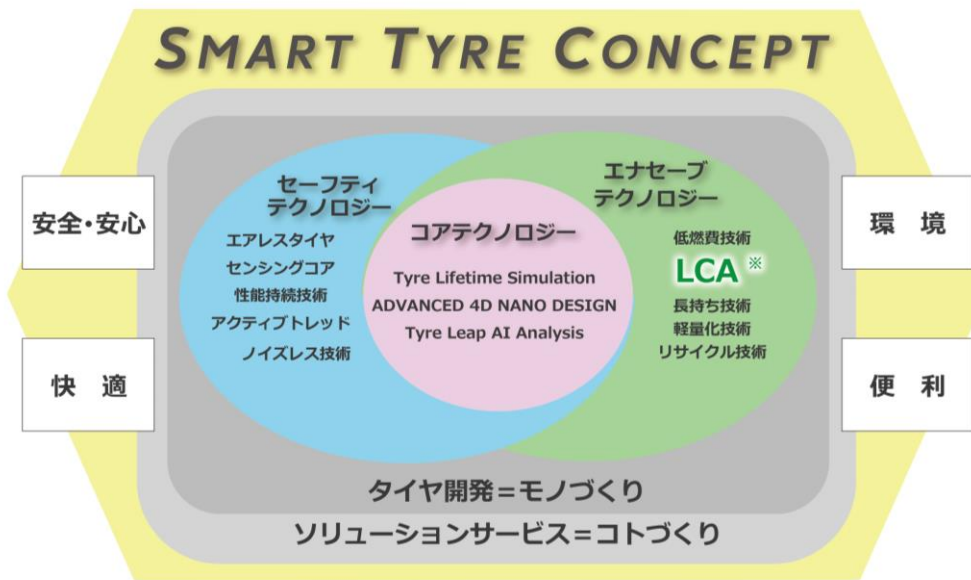 SMART TYRE CONCEPT
安全・安心
快 適
セーフティ
テクノロジー
エアレスタイヤ
センシングコア
性能持続技術
アクティブトレッド
ノイズレス技術
コアテクノロジー
Tyre Lifetime Simulation
ADVANCED 4D NANO DESIGN
Tyre Leap AI Analysis
エナセーブ
テクノロジー
低燃費技術
LCA ※
長持ち技術
軽量化技術
リサイクル技術
環 境
便 利
タイヤ開発=モノづくり
ソリューションサービス=コトづくり